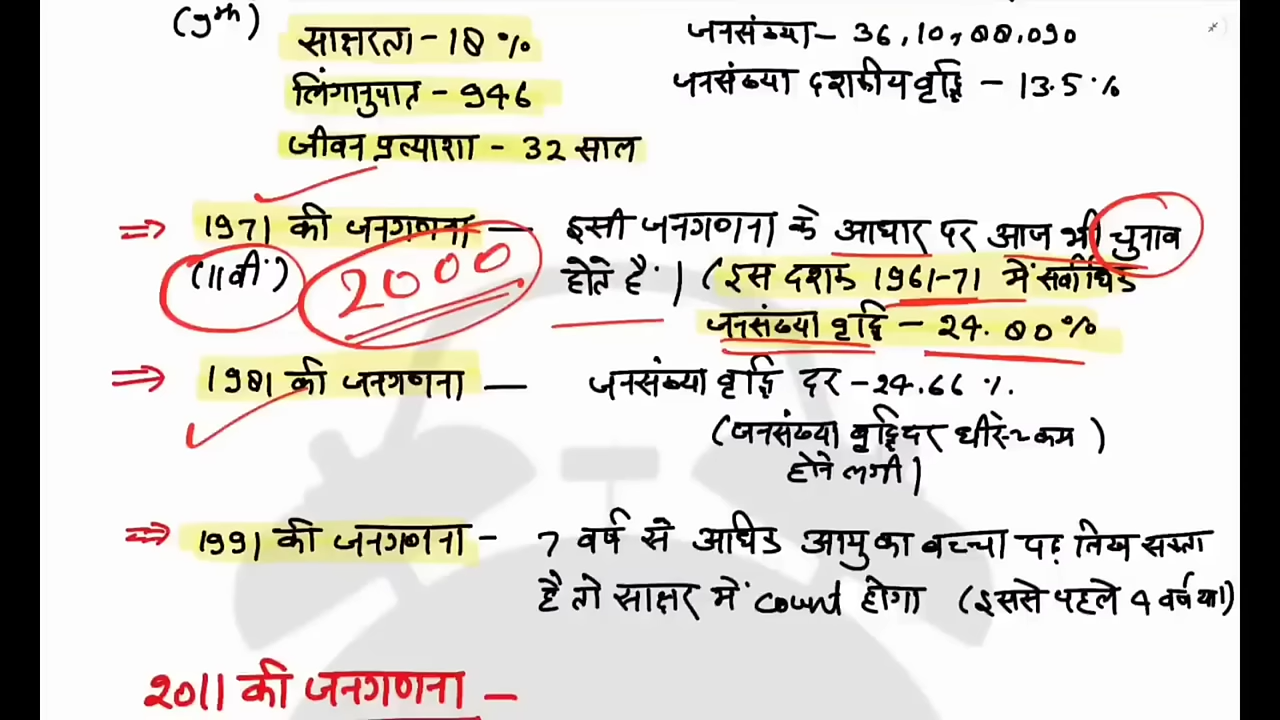 (9th)
साक्षरता - 18 %
जनसंख्या - 36,10,88,090
लिंगानुपात - 946
जनसंख्या दशकीय वृद्धि - 13.5 %
जीवन प्रत्याशा - 32 साल
⇒ 1971 की जनगणना — इसी जनगणना के आधार पर आज भी चुनाव
(11वीं) 2000 होते है। (इस दशक 1961-71 में सर्वाधिक
जनसंख्या वृद्धि - 24.80%
⇒ 1981 की जनगणना — जनसंख्या वृद्धि दर - 24.66 %.
(जनसंख्या वृद्धिदर धीरे-2 कम)
होने लगी।
⇒ 1991 की जनगणना - 7 वर्ष से अधिक आयु का बच्चा पढ़ लिख सकता
है तो साक्षर में count होगा (इससे पहले 4 वर्ष था।)
2011 की जनगणना -